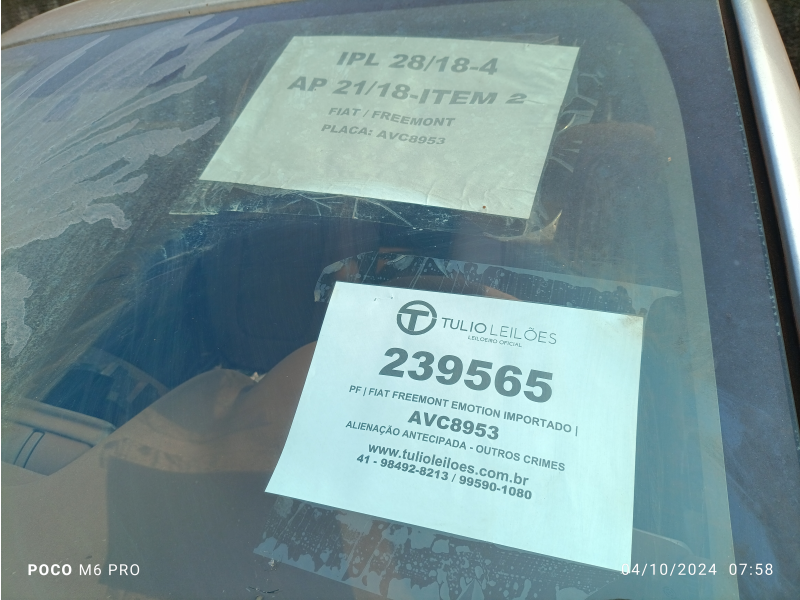 IPL 28/18-4
AP 21/18-ITEM 2
FIAT / FREEMONT
PLACA: AVC8953
TULIO LEILÕES
LEILOEIRO OFICIAL
239565
PF | FIAT FREEMONT EMOTION IMPORTADO |
AVC8953
ALIENAÇÃO ANTECIPADA - OUTROS CRIMES
www.tulioleiloes.com.br
41 - 98492-8213 / 99590-1080
POCO M6 PRO
04/10/2024 07:58